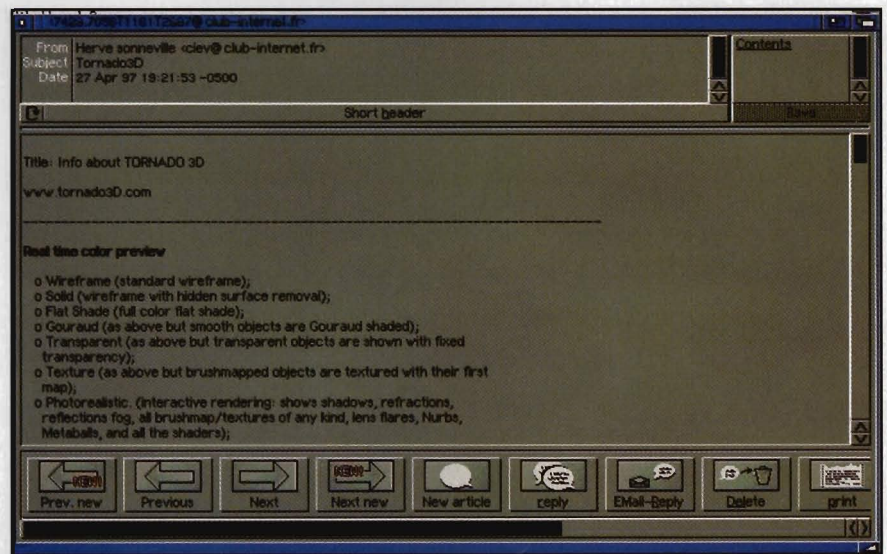 club-internet.fr>
From Herve sonneville <clev@club-internet.fr>
Subject Tornado3D
Date 27 Apr 97 19:21:53 -0500
Contents
Short header
Save
Title: Info about TORNADO 3D
www.tornado3D.com
------------------------------------------------------------
Real time color preview
o Wireframe (standard wireframe);
o Solid (wireframe with hidden surface removal);
o Flat Shade (full color flat shade);
o Gouraud (as above but smooth objects are Gouraud shaded);
o Transparent (as above but transparent objects are shown with fixed
transparency);
o Texture (as above but brushmapped objects are textured with their first
map);
o Photorealistic. (interactive rendering: shows shadows, refractions,
reflections fog, all brushmap/textures of any kind, lens flares, Nurbs,
Metaballs, and all the shaders);
NEW! NEW!
Prev. new Previous Next Next new New article reply EMail-Reply Delete print